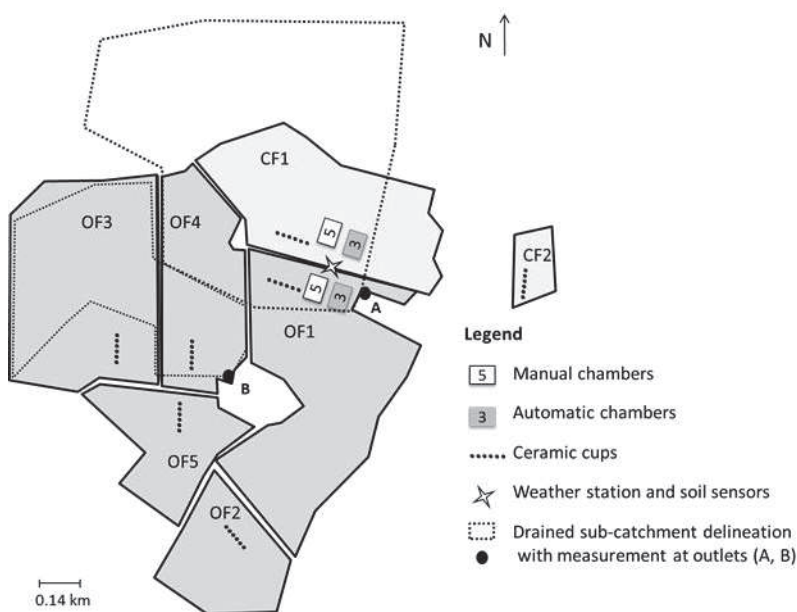 N
CF1
OF3
OF4
5
3
CF2
5
3
A
OF1
B
OF5
OF2
0.14 km
Legend
5 Manual chambers
3 Automatic chambers
Ceramic cups
Weather station and soil sensors
Drained sub-catchment delineation
with measurement at outlets (A, B)